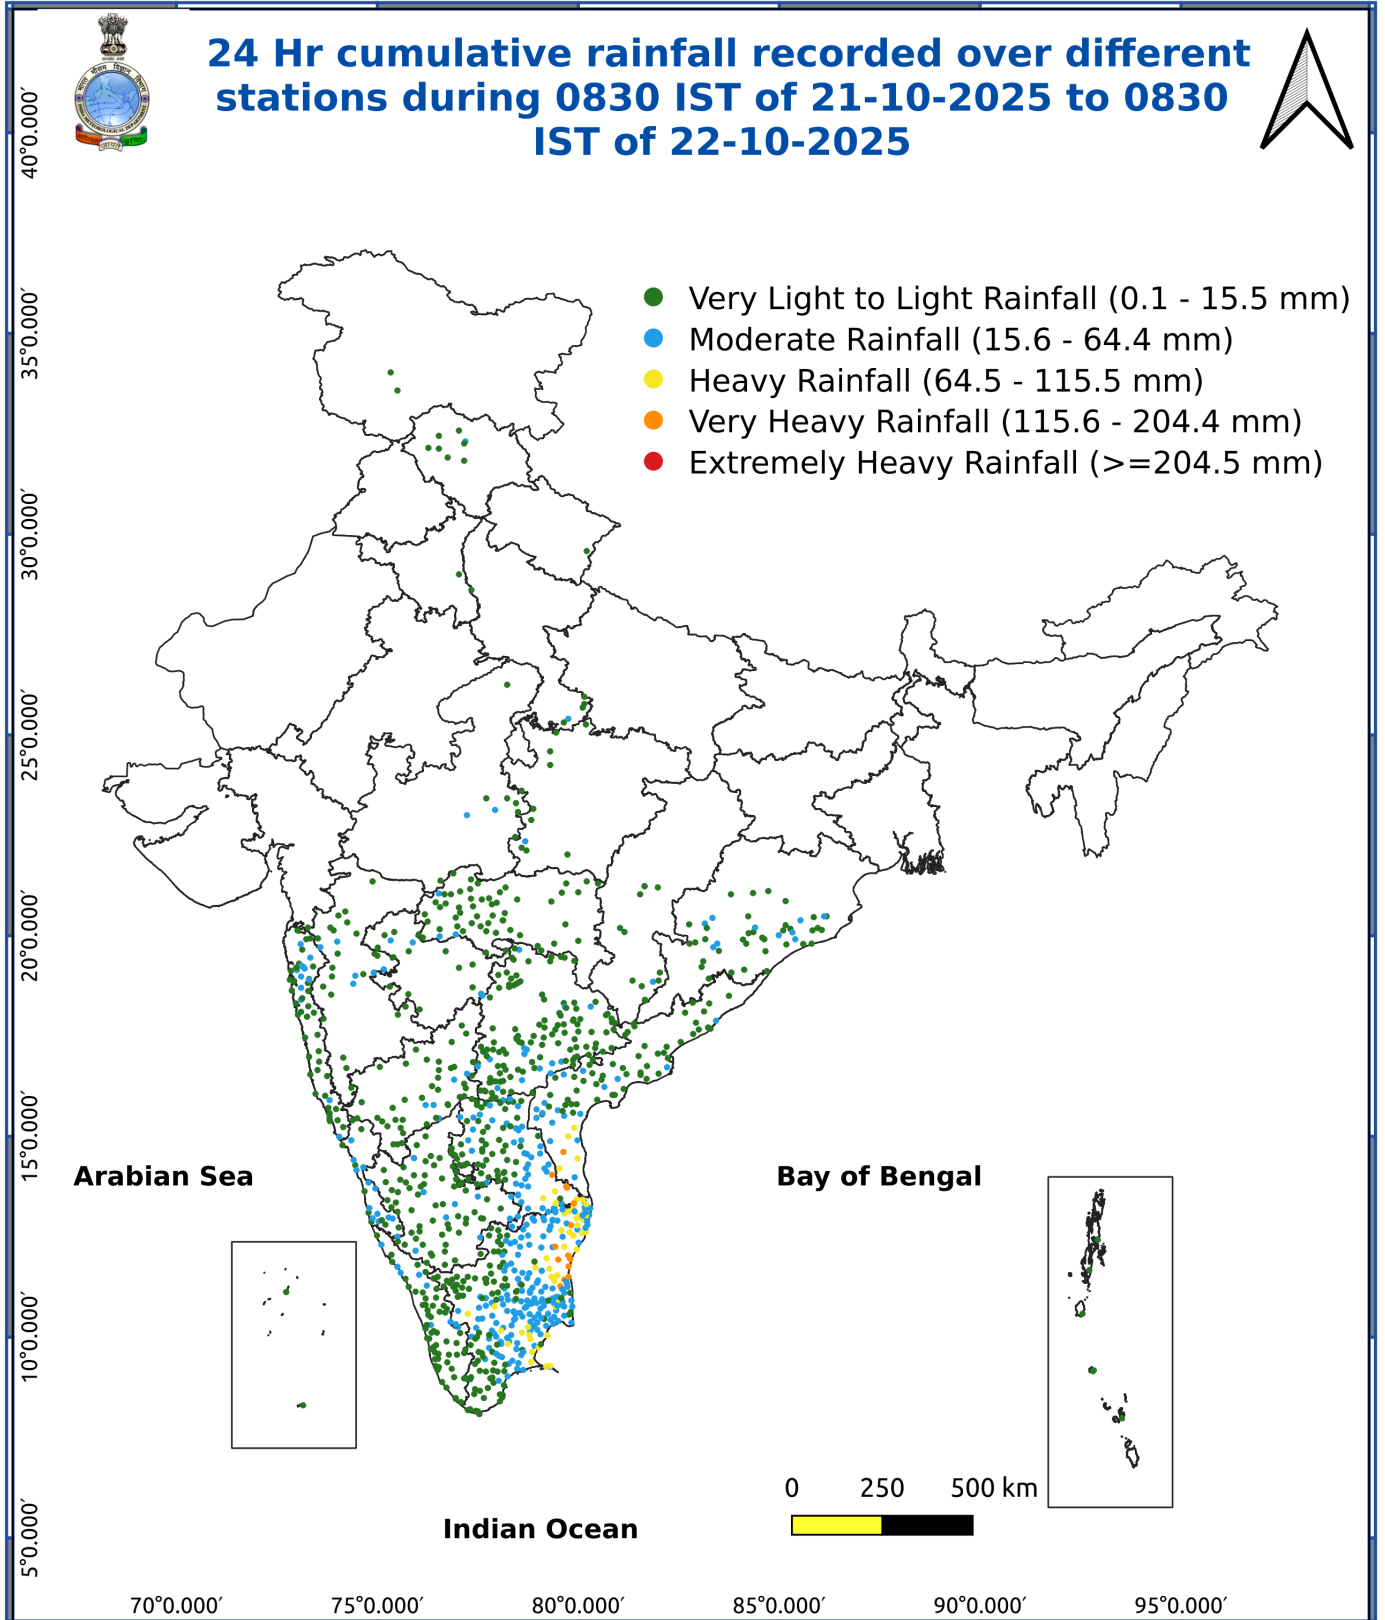 24 Hr cumulative rainfall recorded over different
stations during 0830 IST of 21-10-2025 to 0830
IST of 22-10-2025
Very Light to Light Rainfall (0.1 - 15.5 mm)
Moderate Rainfall (15.6 - 64.4 mm)
Heavy Rainfall (64.5 - 115.5 mm)
Very Heavy Rainfall (115.6 - 204.4 mm)
Extremely Heavy Rainfall (>=204.5 mm)
40°0.000′
35°0.000′
30°0.000′
25°0.000′
20°0.000′
15°0.000′
10°0.000′
5°0.000′
Arabian Sea
Bay of Bengal
Indian Ocean
0 250 500 km
70°0.000′ 75°0.000′ 80°0.000′ 85°0.000′ 90°0.000′ 95°0.000′